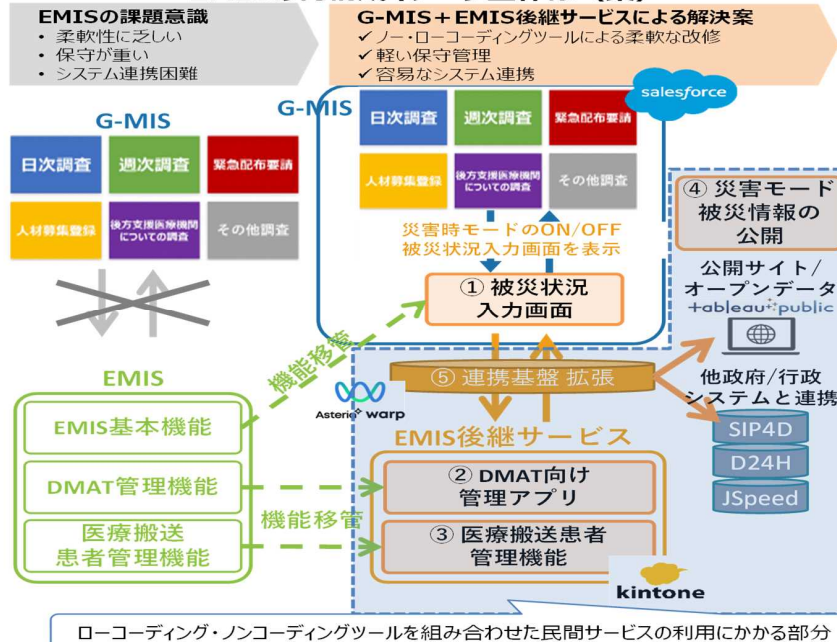 EMISの課題意識
• 柔軟性に乏しい
• 保守が重い
• システム連携困難
G-MIS＋EMIS後継サービスによる解決案
✓ ノー・ローコーディングツールによる柔軟な改修
✓ 軽い保守管理
✓ 容易なシステム連携
G-MIS
日次調査
週次調査
緊急配布要請
人材募集登録
後方支援医療機関
についての調査
その他調査
G-MIS
salesforce
日次調査
週次調査
緊急配布要請
人材募集登録
後方支援医療機関
についての調査
その他調査
災害時モードのON/OFF
被災状況入力画面を表示
① 被災状況
入力画面
④ 災害モード
被災情報の
公開
公開サイト/
オープンデータ
+ableau+public
他政府/行政
システムと連携
SIP4D
D24H
JSpeed
⑤ 連携基盤 拡張
Asteria warp
機能移管
EMIS
EMIS基本機能
DMAT管理機能
医療搬送
患者管理機能
機能移管
EMIS後継サービス
② DMAT向け
管理アプリ
③ 医療搬送患者
管理機能
kintone
ローコーディング・ノンコーディングツールを組み合わせた民間サービスの利用にかかる部分